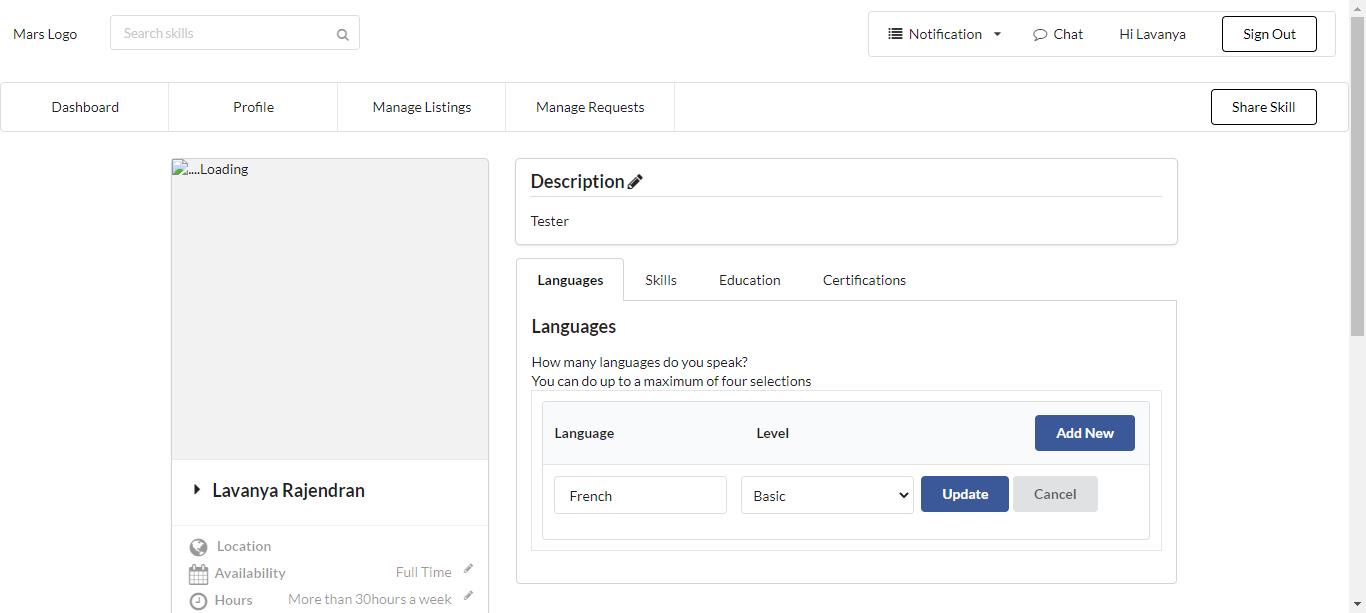 Mars Logo
Search skills
Notification
Chat
Hi Lavanya
Sign Out
Dashboard
Profile
Manage Listings
Manage Requests
Share Skill
....Loading
Lavanya Rajendran
Location
Availability
Full Time
Hours
More than 30hours a week
Description
Tester
Languages
Skills
Education
Certifications
Languages
How many languages do you speak?
You can do up to a maximum of four selections
Language
Level
Add New
French
Basic
Update
Cancel